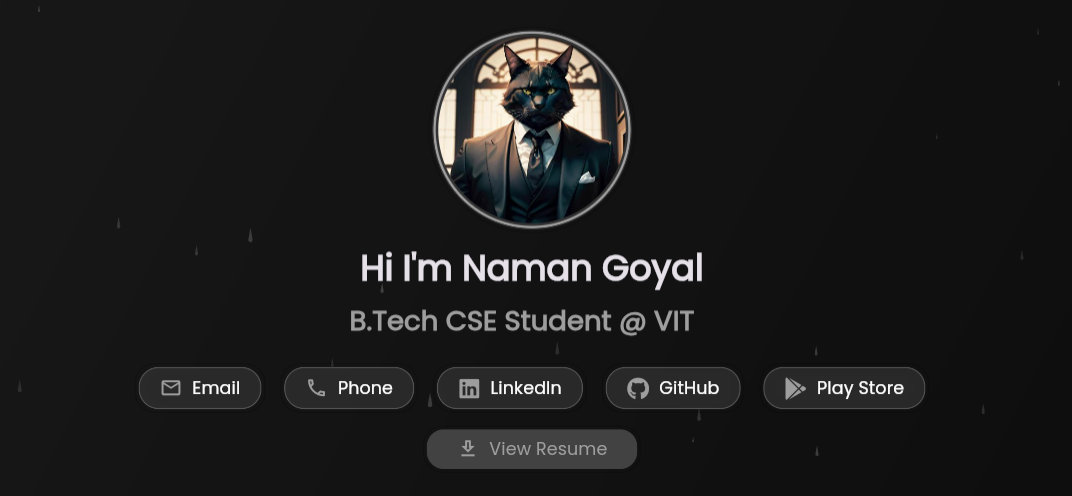 Hi I'm Naman Goyal
B.Tech CSE Student @ VIT
Email Phone LinkedIn GitHub Play Store
View Resume